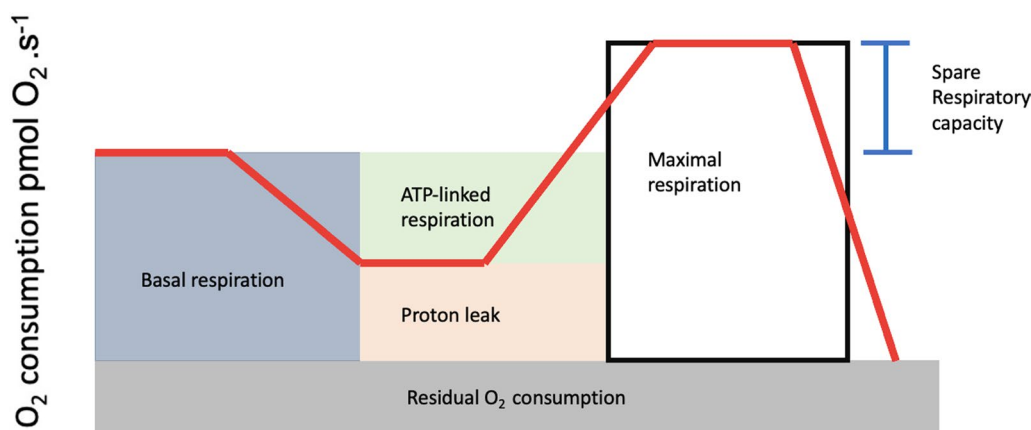 O₂ consumption pmol O₂ .s⁻¹
Basal respiration
ATP-linked
respiration
Proton leak
Maximal
respiration
Spare
Respiratory
capacity
Residual O₂ consumption